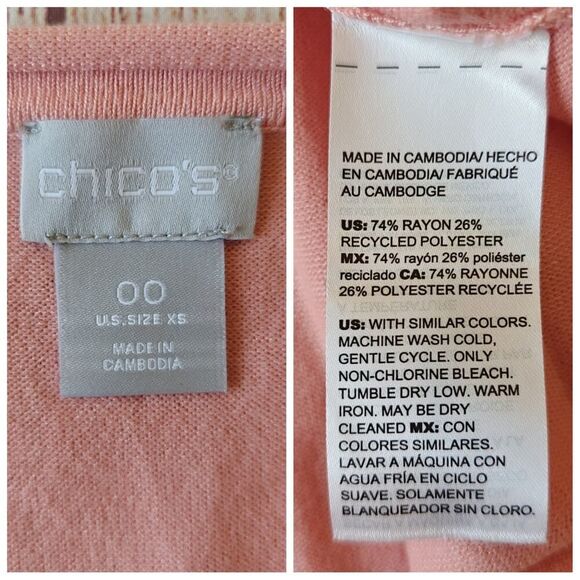 chico's®
00
U.S. SIZE XS
MADE IN
CAMBODIA
MADE IN CAMBODIA/ HECHO
EN CAMBODIA/ FABRIQUÉ
AU CAMBODGE
US: 74% RAYON 26%
RECYCLED POLYESTER
MX: 74% rayón 26% poliéster
reciclado CA: 74% RAYONNE
26% POLYESTER RECYCLÉE
US: WITH SIMILAR COLORS.
MACHINE WASH COLD,
GENTLE CYCLE. ONLY
NON-CHLORINE BLEACH.
TUMBLE DRY LOW. WARM
IRON. MAY BE DRY
CLEANED MX: CON
COLORES SIMILARES.
LAVAR A MÁQUINA CON
AGUA FRÍA EN CICLO
SUAVE. SOLAMENTE
BLANQUEADOR SIN CLORO.